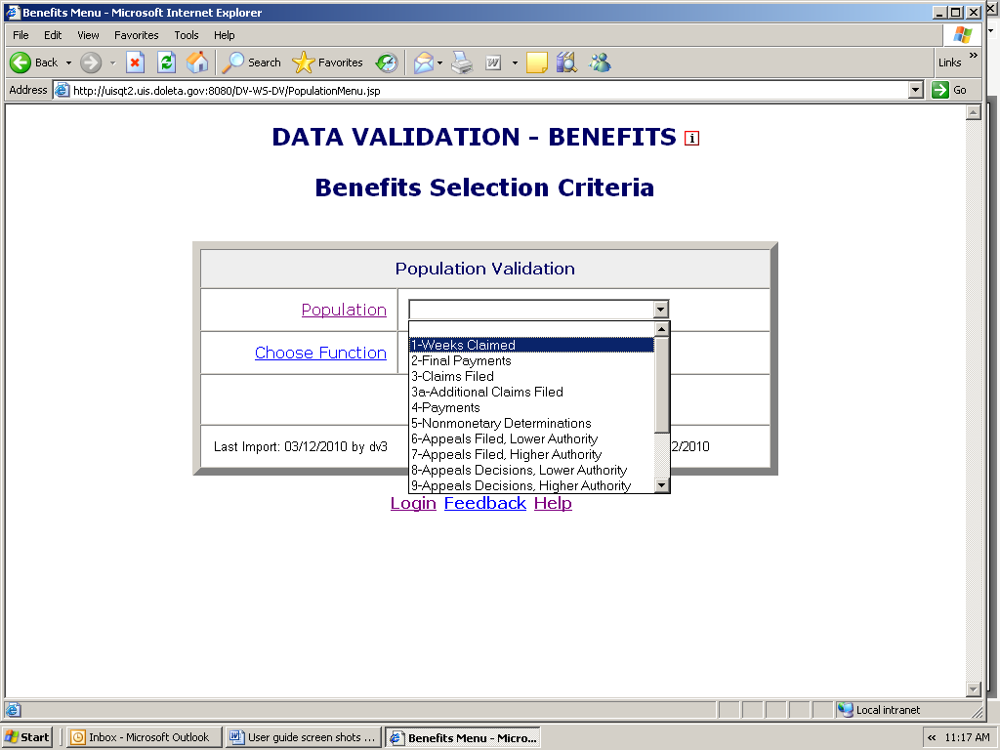 Benefits Menu - Microsoft Internet Explorer
File Edit View Favorites Tools Help
Back Search Favorites Links »
Address http://uisqt2.uis.doleta.gov:8080/DV-WS-DV/PopulationMenu.jsp Go
DATA VALIDATION - BENEFITS i
Benefits Selection Criteria
Population Validation
Population
1-Weeks Claimed
2-Final Payments
Choose Function
3-Claims Filed
3a-Additional Claims Filed
4-Payments
5-Nonmonetary Determinations
6-Appeals Filed, Lower Authority
Last Import: 03/12/2010 by dv3 2/2010
7-Appeals Filed, Higher Authority
8-Appeals Decisions, Lower Authority
9-Appeals Decisions, Higher Authority
Login Feedback Help
Local intranet
Start Inbox - Microsoft Outlook User guide screen shots ... Benefits Menu - Micro... « 11:17 AM